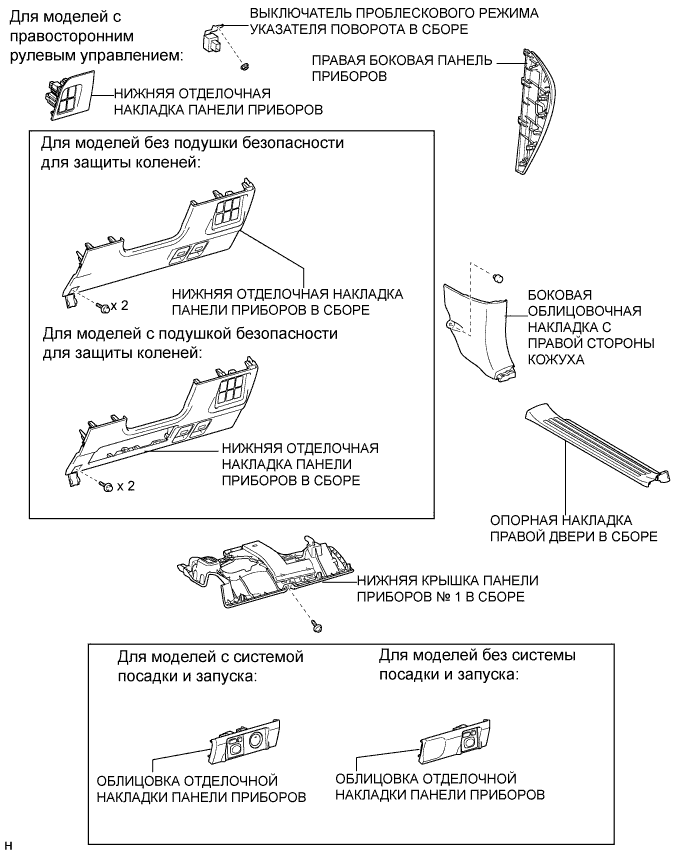 Для моделей с
правосторонним
рулевым управлением:
ВЫКЛЮЧАТЕЛЬ ПРОБЛЕСКОВОГО РЕЖИМА
УКАЗАТЕЛЯ ПОВОРОТА В СБОРЕ
ПРАВАЯ БОКОВАЯ ПАНЕЛЬ
ПРИБОРОВ
НИЖНЯЯ ОТДЕЛОЧНАЯ
НАКЛАДКА ПАНЕЛИ ПРИБОРОВ
Для моделей без подушки безопасности
для защиты коленей:
x 2
НИЖНЯЯ ОТДЕЛОЧНАЯ НАКЛАДКА
ПАНЕЛИ ПРИБОРОВ В СБОРЕ
БОКОВАЯ
ОБЛИЦОВОЧНАЯ
НАКЛАДКА С
ПРАВОЙ СТОРОНЫ
КОЖУХА
Для моделей с подушкой безопасности
для защиты коленей:
НИЖНЯЯ ОТДЕЛОЧНАЯ
НАКЛАДКА ПАНЕЛИ
ПРИБОРОВ В СБОРЕ
x 2
ОПОРНАЯ НАКЛАДКА
ПРАВОЙ ДВЕРИ В СБОРЕ
НИЖНЯЯ КРЫШКА ПАНЕЛИ
ПРИБОРОВ № 1 В СБОРЕ
Для моделей с системой
посадки и запуска:
ОБЛИЦОВКА ОТДЕЛОЧНОЙ
НАКЛАДКИ ПАНЕЛИ ПРИБОРОВ
Для моделей без системы
посадки и запуска:
ОБЛИЦОВКА ОТДЕЛОЧНОЙ
НАКЛАДКИ ПАНЕЛИ ПРИБОРОВ
H